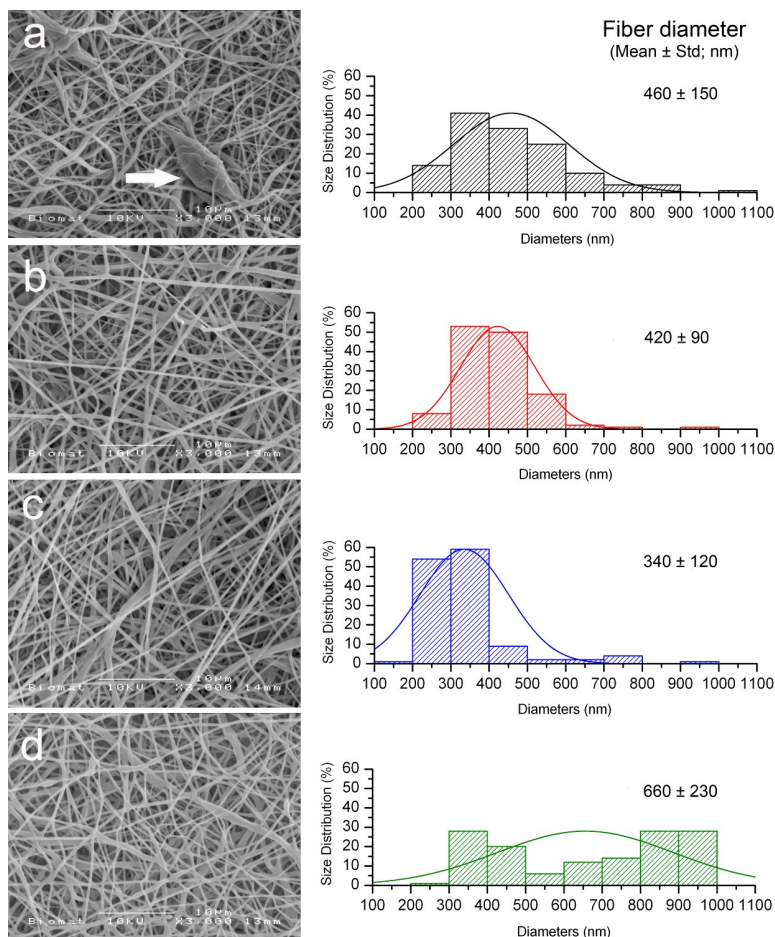 a
Biomat 10KV X3,000 10µm 13mm
Fiber diameter
(Mean ± Std; nm)
460 ± 150
Size Distribution (%)
60
50
40
30
20
10
0
100 200 300 400 500 600 700 800 900 1000 1100
Diameters (nm)
b
Biomat 10KV X3,000 10µm 13mm
420 ± 90
Size Distribution (%)
60
50
40
30
20
10
0
100 200 300 400 500 600 700 800 900 1000 1100
Diameters (nm)
c
Biomat 10KV X3,000 10µm 14mm
340 ± 120
Size Distribution (%)
60
50
40
30
20
10
0
100 200 300 400 500 600 700 800 900 1000 1100
Diameters (nm)
d
Biomat 10KV X3,000 10µm 13mm
660 ± 230
Size Distribution (%)
60
50
40
30
20
10
0
100 200 300 400 500 600 700 800 900 1000 1100
Diameters (nm)